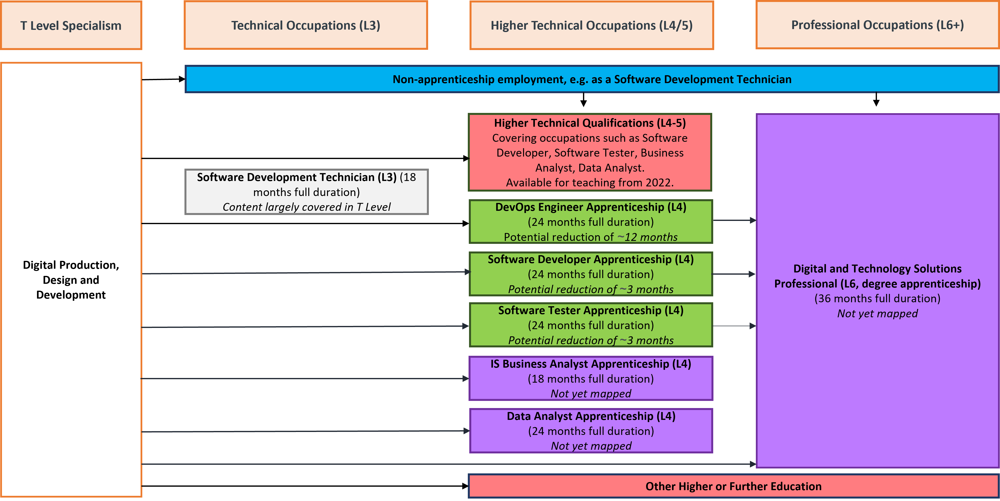 T Level Specialism
Technical Occupations (L3)
Higher Technical Occupations (L4/5)
Professional Occupations (L6+)
Non-apprenticeship employment, e.g. as a Software Development Technician
Digital Production,
Design and
Development
Software Development Technician (L3) (18
months full duration)
Content largely covered in T Level
Higher Technical Qualifications (L4-5)
Covering occupations such as Software
Developer, Software Tester, Business
Analyst, Data Analyst.
Available for teaching from 2022.
DevOps Engineer Apprenticeship (L4)
(24 months full duration)
Potential reduction of ~12 months
Software Developer Apprenticeship (L4)
(24 months full duration)
Potential reduction of ~3 months
Software Tester Apprenticeship (L4)
(24 months full duration)
Potential reduction of ~3 months
IS Business Analyst Apprenticeship (L4)
(18 months full duration)
Not yet mapped
Data Analyst Apprenticeship (L4)
(24 months full duration)
Not yet mapped
Digital and Technology Solutions
Professional (L6, degree apprenticeship)
(36 months full duration)
Not yet mapped
Other Higher or Further Education